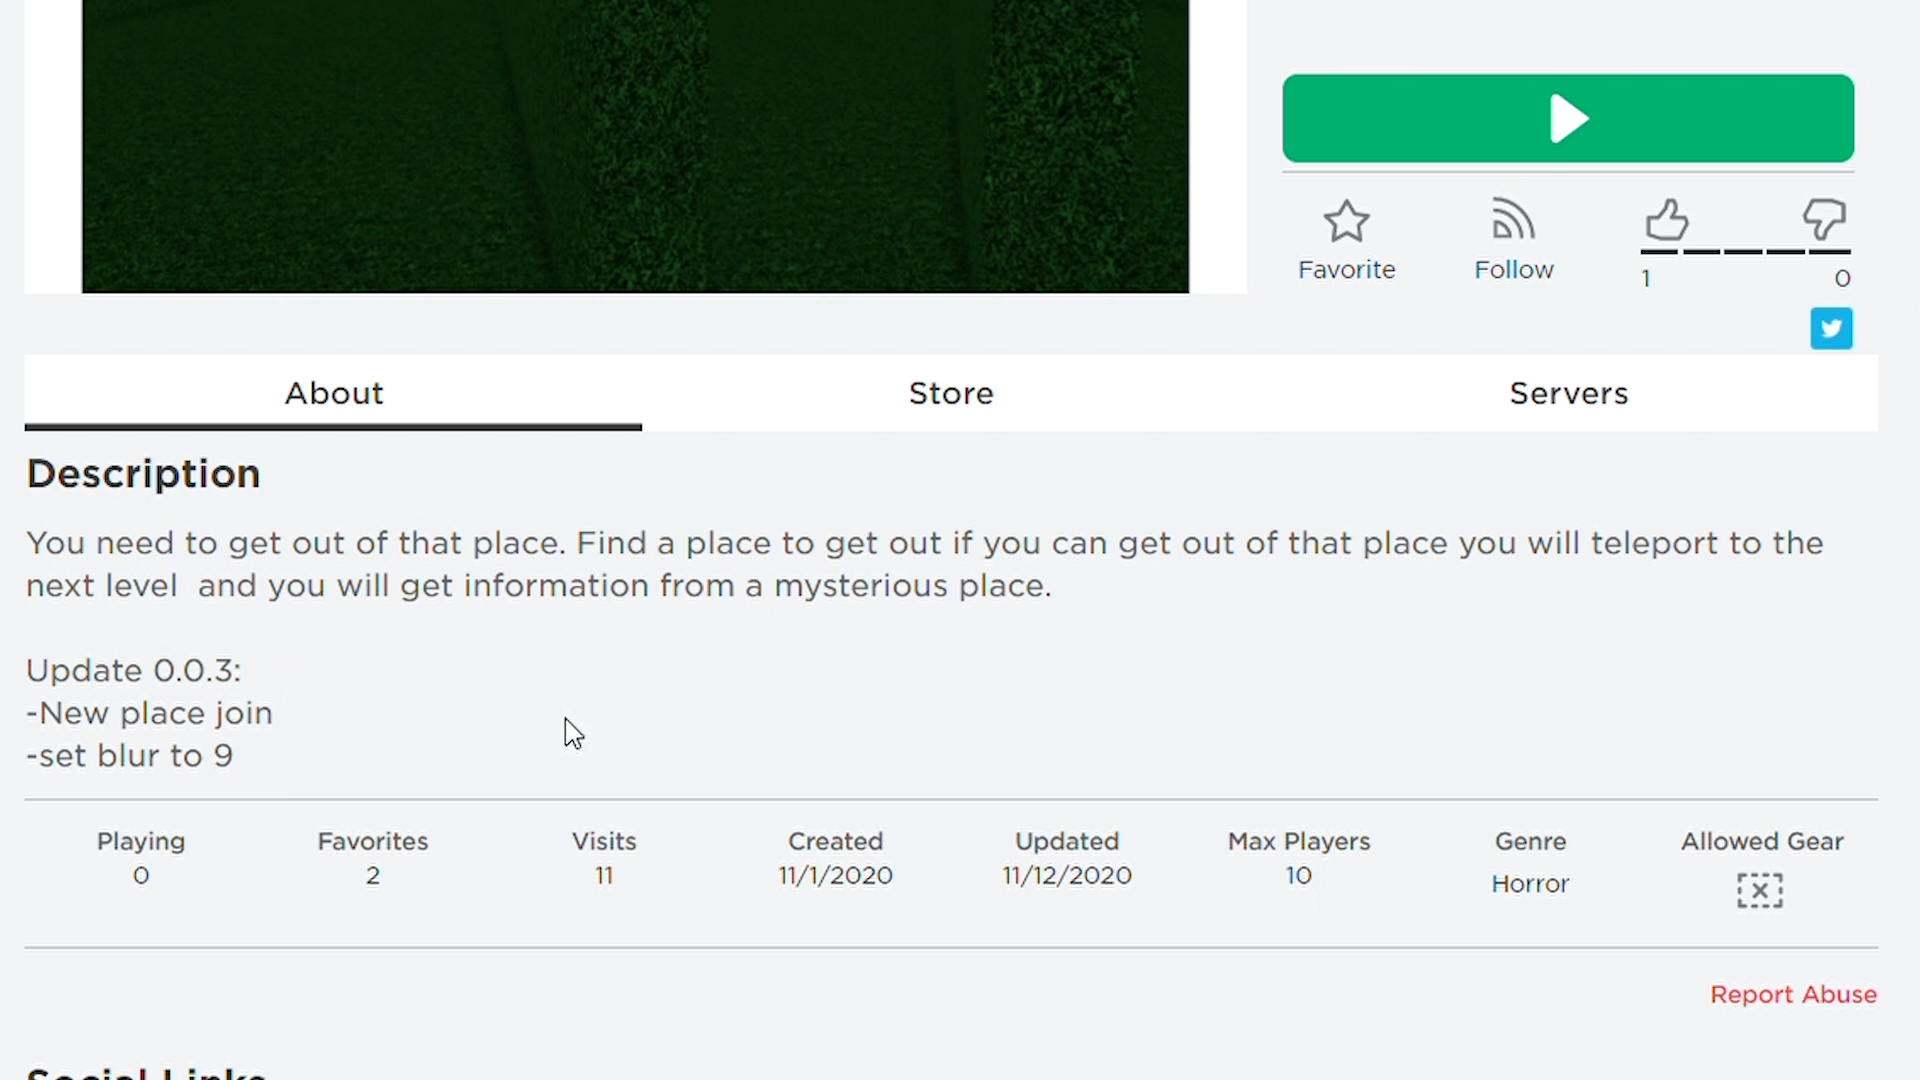 Favorite
Follow
1
0
About
Store
Servers
Description
You need to get out of that place. Find a place to get out if you can get out of that place you will teleport to the
next level  and you will get information from a mysterious place.
Update 0.0.3:
-New place join
-set blur to 9
Playing
0
Favorites
2
Visits
11
Created
11/1/2020
Updated
11/12/2020
Max Players
10
Genre
Horror
Allowed Gear
Report Abuse
Social Links